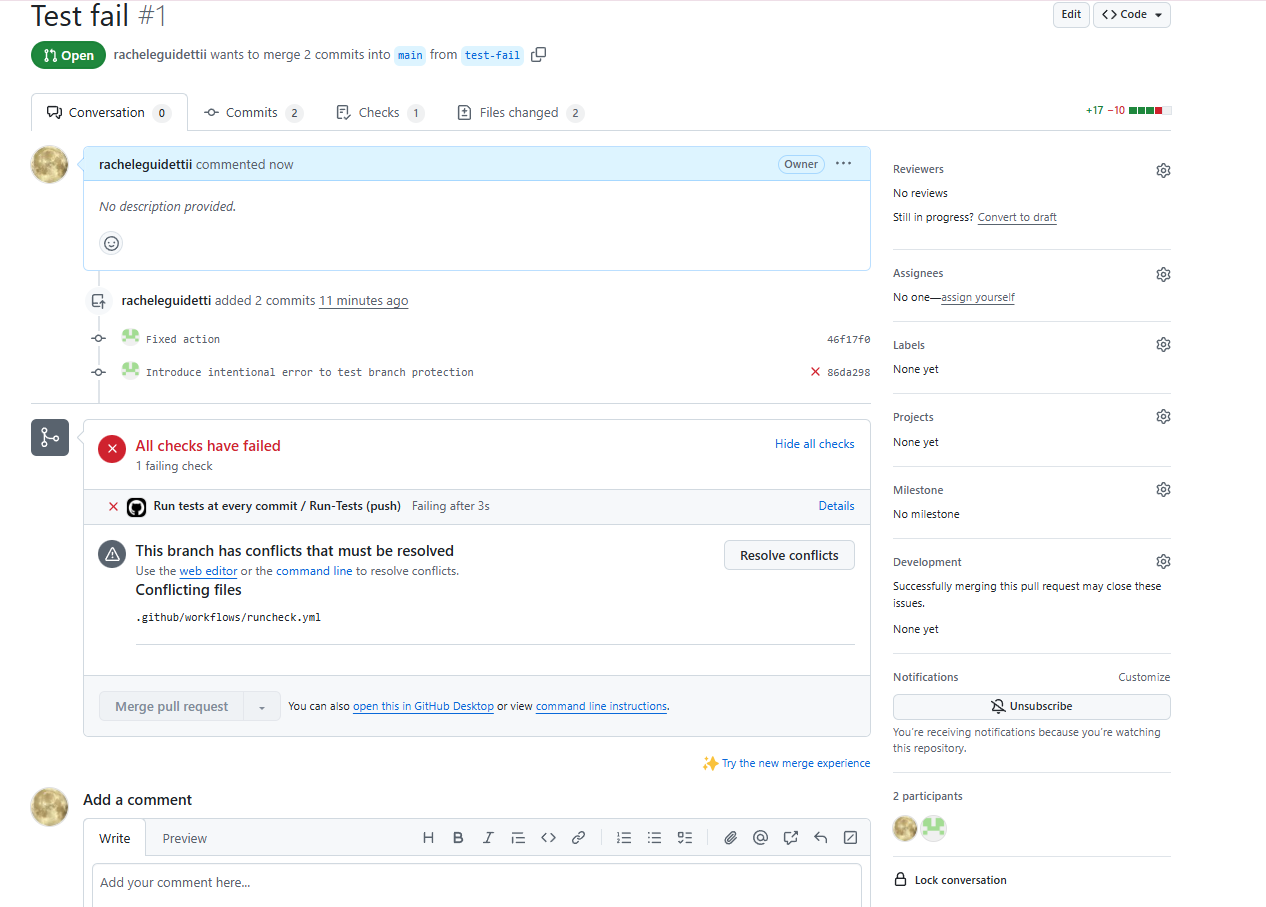 Test fail #1
Edit
<> Code
Open
racheleguidettii wants to merge 2 commits into main from test-fail
Conversation 0
Commits 2
Checks 1
Files changed 2
+17 −10
racheleguidettii commented now
Owner
No description provided.
racheleguidetti added 2 commits 11 minutes ago
Fixed action
46f17f0
Introduce intentional error to test branch protection
86da298
All checks have failed
1 failing check
Hide all checks
Run tests at every commit / Run-Tests (push) Failing after 3s
Details
This branch has conflicts that must be resolved
Use the web editor or the command line to resolve conflicts.
Resolve conflicts
Conflicting files
.github/workflows/runcheck.yml
Merge pull request
You can also open this in GitHub Desktop or view command line instructions.
Try the new merge experience
Add a comment
Write
Preview
Add your comment here...
Reviewers
No reviews
Still in progress? Convert to draft
Assignees
No one—assign yourself
Labels
None yet
Projects
None yet
Milestone
No milestone
Development
Successfully merging this pull request may close these
issues.
None yet
Notifications
Customize
Unsubscribe
You're receiving notifications because you're watching
this repository.
2 participants
Lock conversation